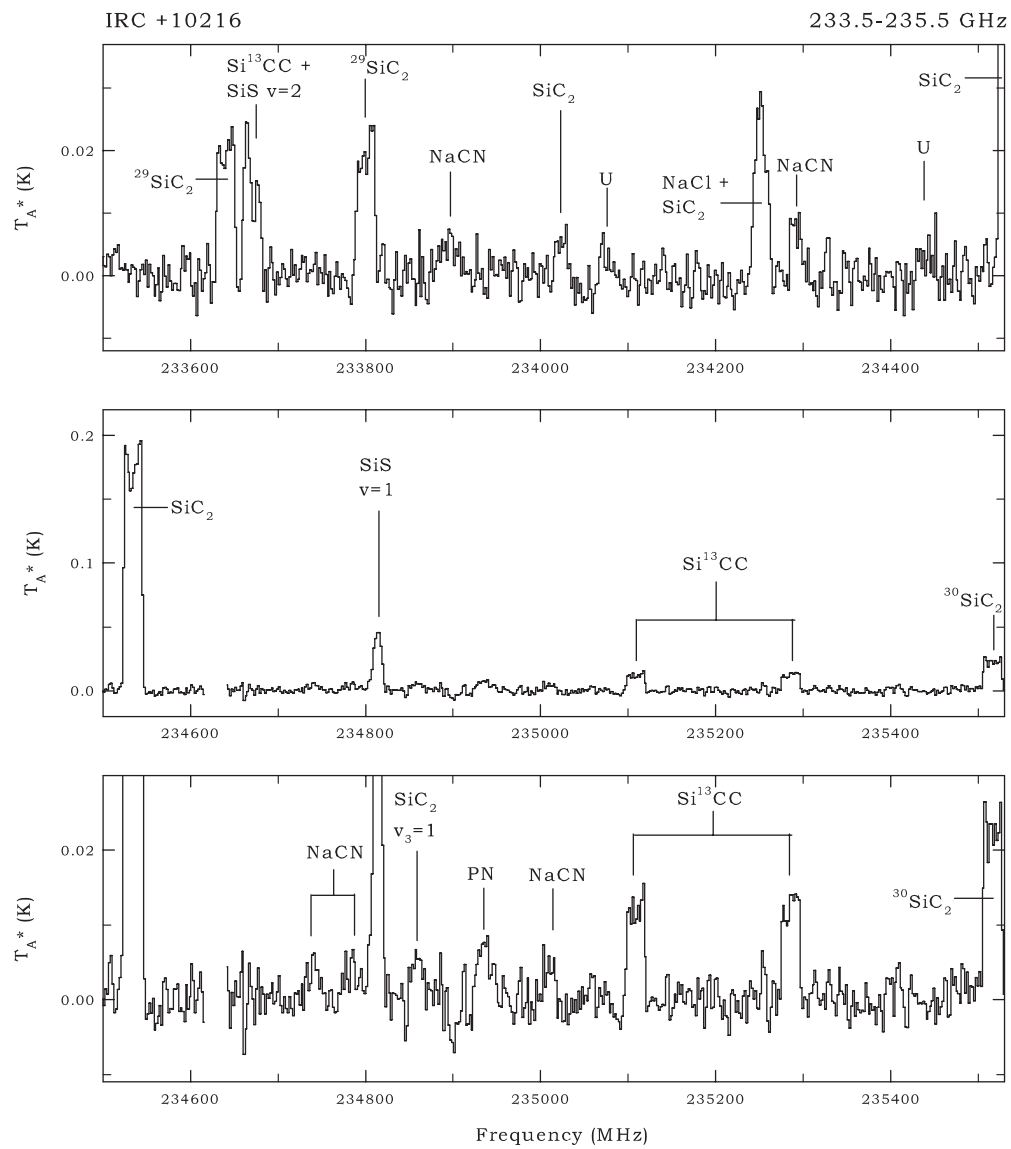 IRC +10216 233.5-235.5 GHz
Si¹³CC +
SiS v=2
²⁹SiC₂
SiC₂
SiC₂
NaCN
NaCN
U
U
²⁹SiC₂
NaCl +
SiC₂
0.02
0.00
T_A* (K)
233600 233800 234000 234200 234400
0.2
0.1
0.0
T_A* (K)
SiC₂
SiS
v=1
Si¹³CC
³⁰SiC₂
234600 234800 235000 235200 235400
0.02
0.00
T_A* (K)
NaCN
SiC₂
v₃=1
PN
NaCN
Si¹³CC
³⁰SiC₂
234600 234800 235000 235200 235400
Frequency (MHz)